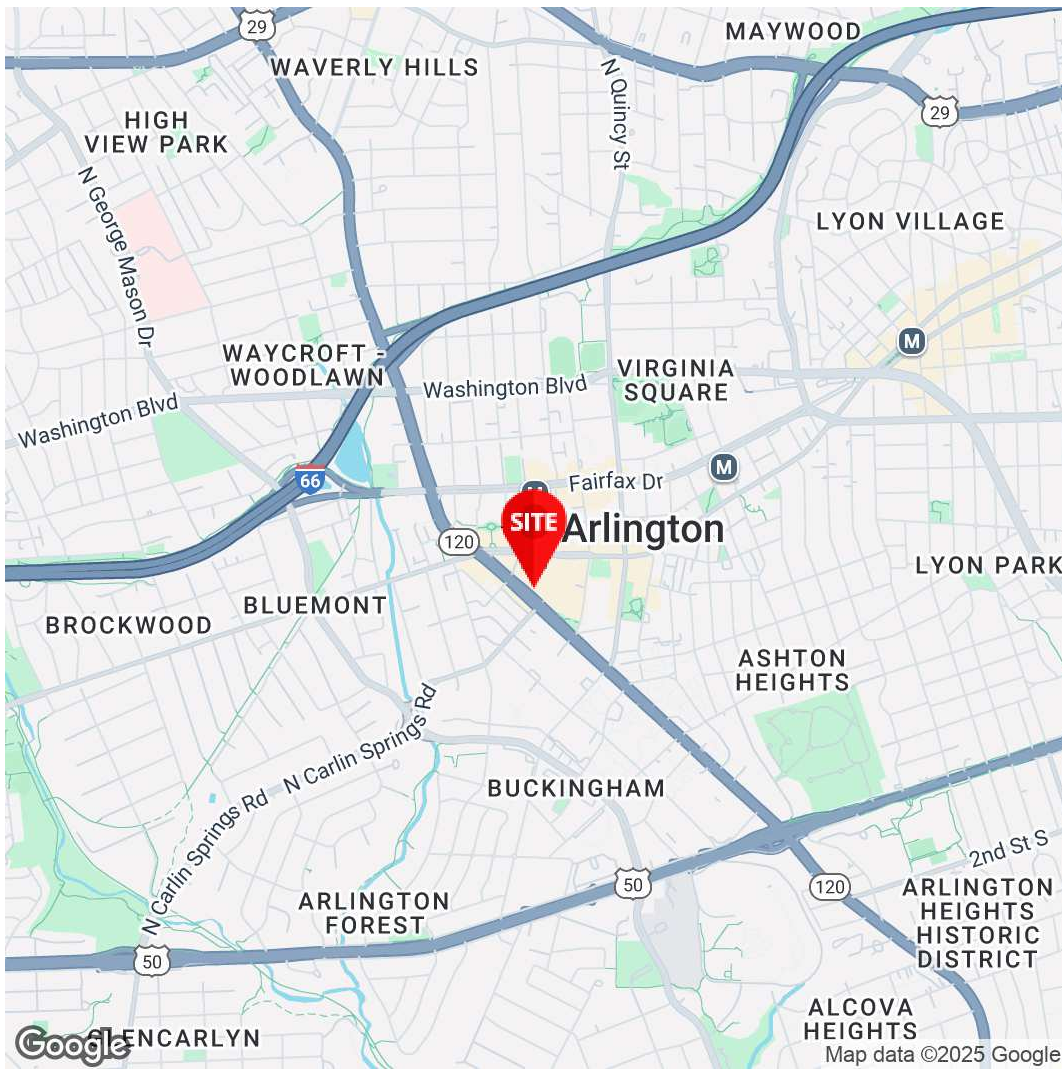 29
MAYWOOD
WAVERLY HILLS
N Quincy St
29
HIGH
VIEW PARK
N George Mason Dr
LYON VILLAGE
M
WAYCROFT -
WOODLAWN
VIRGINIA
SQUARE
Washington Blvd
Washington Blvd
66
M
Fairfax Dr
SITE
Arlington
120
LYON PARK
BLUEMONT
BROCKWOOD
ASHTON
HEIGHTS
N Carlin Springs Rd
N Carlin Springs Rd
BUCKINGHAM
2nd St S
50
120
ARLINGTON
FOREST
ARLINGTON
HEIGHTS
HISTORIC
DISTRICT
50
ALCOVA
HEIGHTS
GLENCARLYN
Google
Map data ©2025 Google